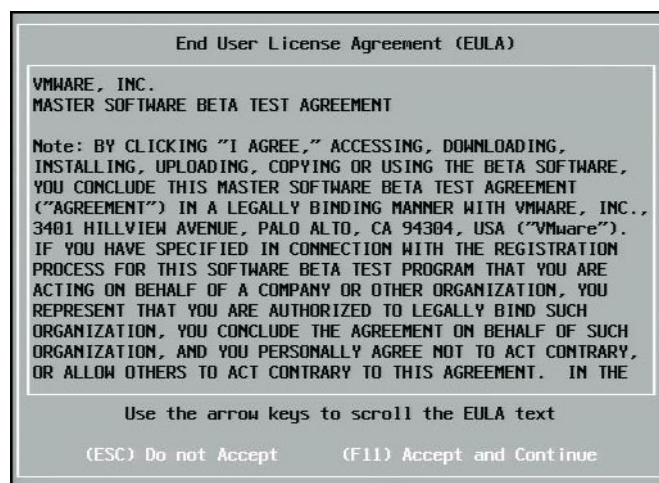 End User License Agreement (EULA)
VMWARE, INC.
MASTER SOFTWARE BETA TEST AGREEMENT
Note: BY CLICKING "I AGREE," ACCESSING, DOWNLOADING,
INSTALLING, UPLOADING, COPYING OR USING THE BETA SOFTWARE,
YOU CONCLUDE THIS MASTER SOFTWARE BETA TEST AGREEMENT
("AGREEMENT") IN A LEGALLY BINDING MANNER WITH VMWARE, INC.,
3401 HILLVIEW AVENUE, PALO ALTO, CA 94304, USA ("VMware").
IF YOU HAVE SPECIFIED IN CONNECTION WITH THE REGISTRATION
PROCESS FOR THIS SOFTWARE BETA TEST PROGRAM THAT YOU ARE
ACTING ON BEHALF OF A COMPANY OR OTHER ORGANIZATION, YOU
REPRESENT THAT YOU ARE AUTHORIZED TO LEGALLY BIND SUCH
ORGANIZATION, YOU CONCLUDE THE AGREEMENT ON BEHALF OF SUCH
ORGANIZATION, AND YOU PERSONALLY AGREE NOT TO ACT CONTRARY,
OR ALLOW OTHERS TO ACT CONTRARY TO THIS AGREEMENT. IN THE
Use the arrow keys to scroll the EULA text
(ESC) Do not Accept (F11) Accept and Continue